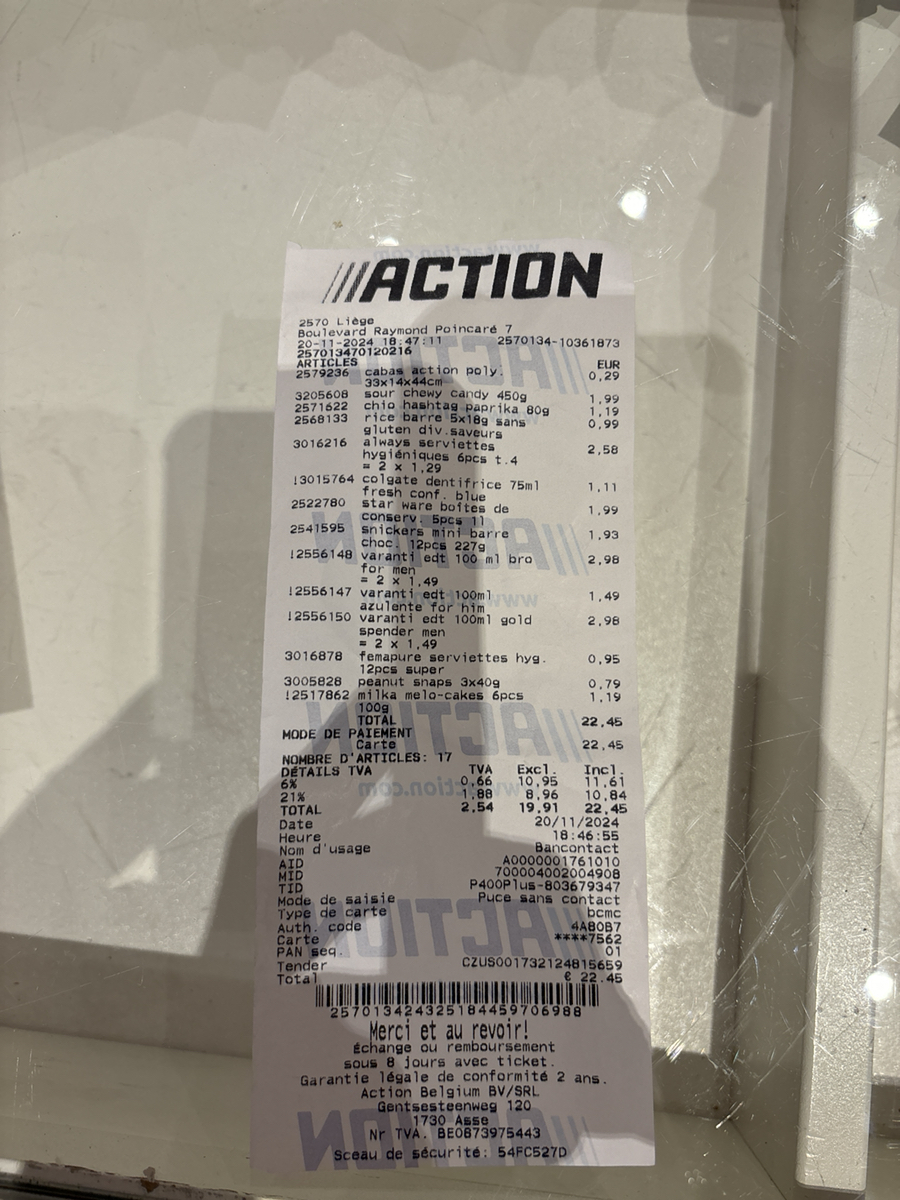 ///ACTION
2570 Liège
Boulevard Raymond Poincaré 7
20-11-2024 18:47:11 2570134-10361873
257013470120216
ARTICLES EUR
2579236 cabas action poly. 0,29
33x14x44cm
3205608 sour chewy candy 450g 1,99
2571622 chio hashtag paprika 80g 1,19
2568133 rice barre 5x18g sans 0,99
gluten div.saveurs
3016216 always serviettes 2,58
hygiéniques 6pcs t.4
= 2 x 1,29
!3015764 colgate dentifrice 75ml 1,11
fresh conf. blue
2522780 star ware boîtes de 1,99
conserv. 5pcs 1l
2541595 snickers mini barre 1,93
choc. 12pcs 227g
!2556148 varanti edt 100 ml bro 2,98
for men
= 2 x 1,49
!2556147 varanti edt 100ml 1,49
azulente for him
!2556150 varanti edt 100ml gold 2,98
spender men
= 2 x 1,49
3016878 femapure serviettes hyg. 0,95
12pcs super
3005828 peanut snaps 3x40g 0,79
!2517862 milka melo-cakes 6pcs 1,19
100g
TOTAL 22,45
MODE DE PAIEMENT
Carte 22,45
NOMBRE D'ARTICLES: 17
DÉTAILS TVA TVA Excl. Incl.
6% 0,66 10,95 11,61
21% 1,88 8,96 10,84
TOTAL 2,54 19,91 22,45
Date 20/11/2024
Heure 18:46:55
Nom d'usage Bancontact
AID A0000001761010
MID 700004002004908
TID P400Plus-803679347
Mode de saisie Puce sans contact
Type de carte bcmc
Auth. code 4A80B7
Carte ****7562
PAN seq. 01
Tender CZUS001732124815659
Total € 22.45
257013424325184459706988
Merci et au revoir!
Échange ou remboursement
sous 8 jours avec ticket.
Garantie légale de conformité 2 ans.
Action Belgium BV/SRL
Gentsesteenweg 120
1730 Asse
Nr TVA. BE0873975443
Sceau de sécurité: 54FC527D